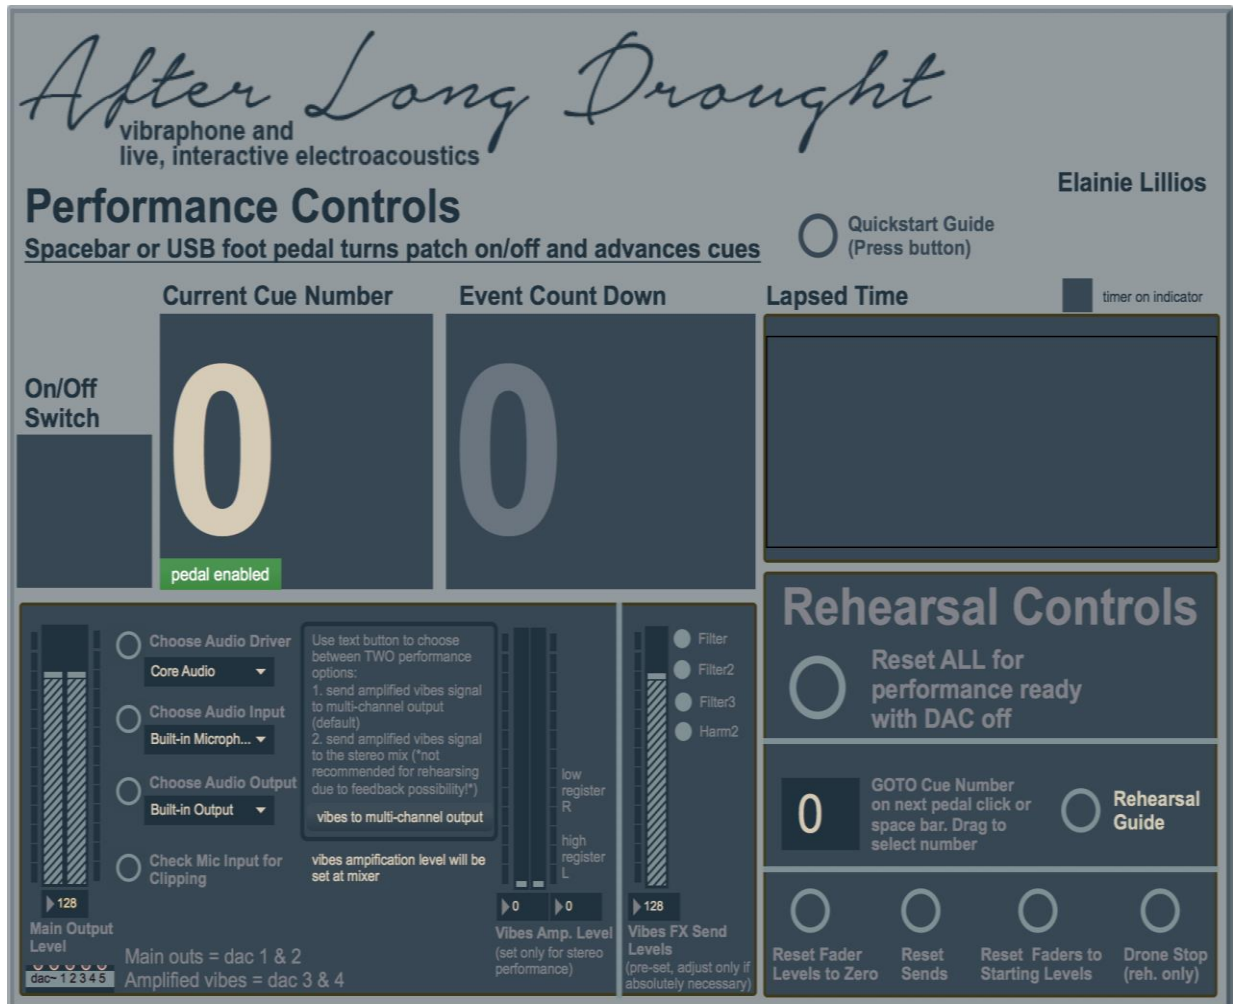 After Long Drought
vibraphone and
live, interactive electroacoustics
Elainie Lillios
Performance Controls
Spacebar or USB foot pedal turns patch on/off and advances cues
Quickstart Guide
(Press button)
Current Cue Number
Event Count Down
Lapsed Time
timer on indicator
On/Off
Switch
0
0
pedal enabled
Choose Audio Driver
Core Audio
Choose Audio Input
Built-in Microph...
Choose Audio Output
Built-in Output
Check Mic Input for
Clipping
128
Main Output
Level
dac~ 1 2 3 4 5
Main outs = dac 1 & 2
Amplified vibes = dac 3 & 4
Use text button to choose
between TWO performance
options:
1. send amplified vibes signal
to multi-channel output
(default)
2. send amplified vibes signal
to the stereo mix (*not
recommended for rehearsing
due to feedback possibility!*)
vibes to multi-channel output
vibes ampification level will be
set at mixer
low
register
R
high
register
L
0
0
Vibes Amp. Level
(set only for stereo
performance)
Filter
Filter2
Filter3
Harm2
128
Vibes FX Send
Levels
(pre-set, adjust only if
absolutely necessary)
Rehearsal Controls
Reset ALL for
performance ready
with DAC off
0
GOTO Cue Number
on next pedal click or
space bar. Drag to
select number
Rehearsal
Guide
Reset Fader
Levels to Zero
Reset
Sends
Reset Faders to
Starting Levels
Drone Stop
(reh. only)